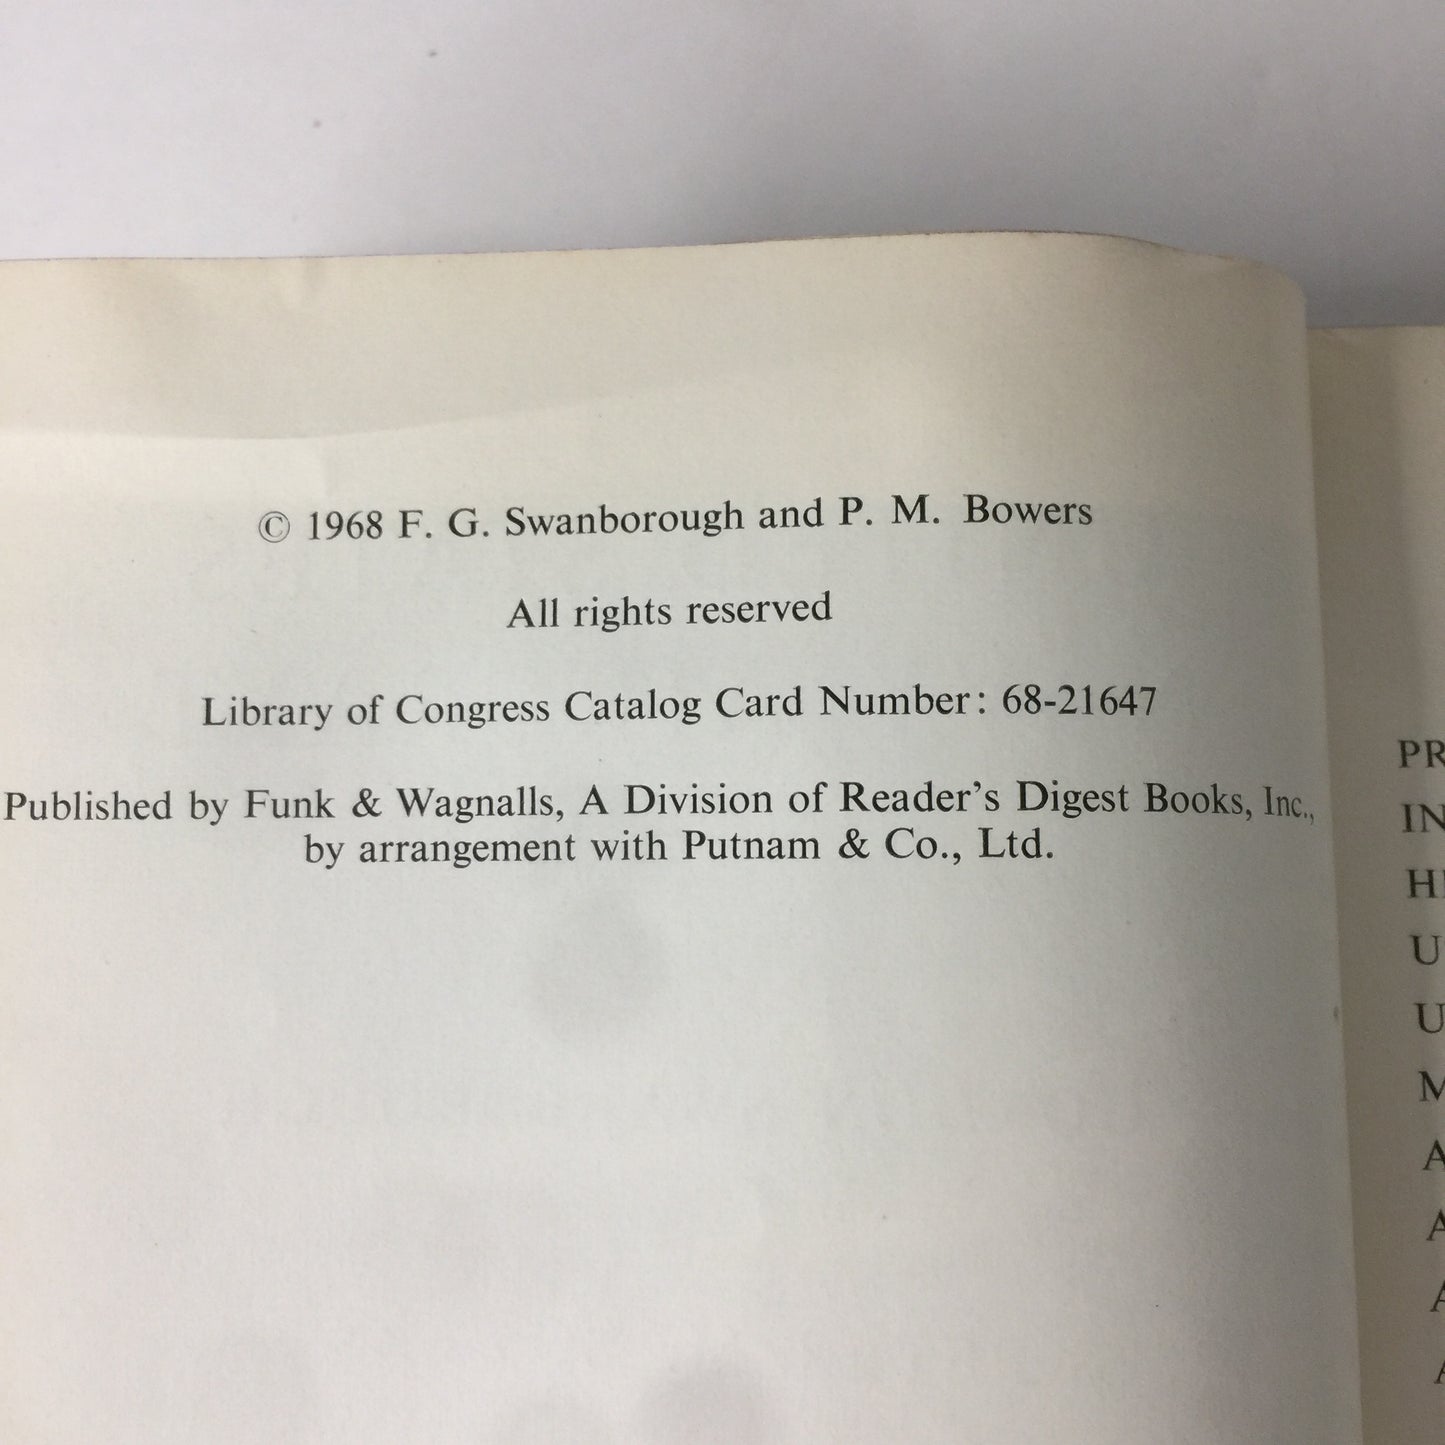 © 1968 F. G. Swanborough and P. M. Bowers
All rights reserved
Library of Congress Catalog Card Number: 68-21647
Published by Funk & Wagnalls, A Division of Reader's Digest Books, Inc.,
by arrangement with Putnam & Co., Ltd.